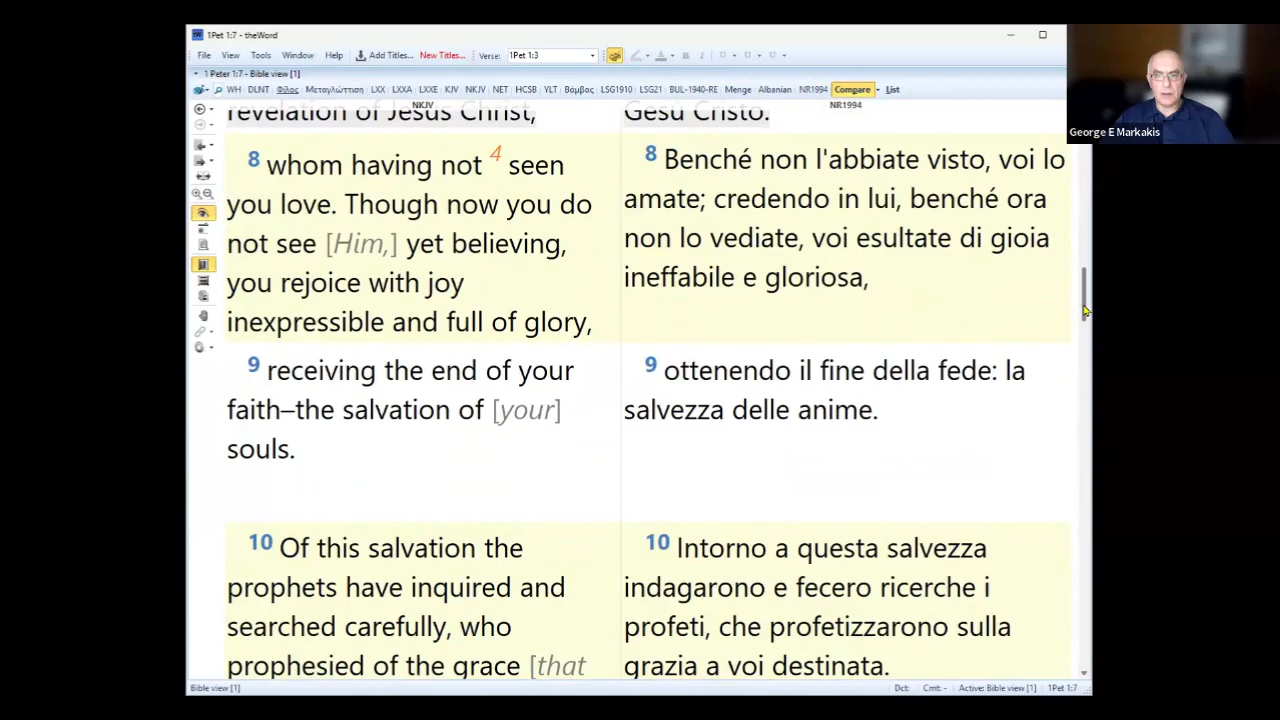 1Pet 1:7 - theWord
File View Tools Window Help Add Titles... New Titles... Verse: 1Pet 1:3
1 Peter 1:7 - Bible view [1]
WH DLNT Φίλος Μεταγλώττιση LXX LXXA LXXE KJV NKJV NET HCSB YLT Βαμβας LSG1910 LSG21 BUL-1940-RE Menge Albanian NR1994 Compare List
NKJV
revelation of Jesus Christ,
8 whom having not 4 seen
you love. Though now you do
not see [Him,] yet believing,
you rejoice with joy
inexpressible and full of glory,
9 receiving the end of your
faith–the salvation of [your]
souls.
10 Of this salvation the
prophets have inquired and
searched carefully, who
prophesied of the grace [that
NR1994
Gesù Cristo.
8 Benché non l'abbiate visto, voi lo
amate; credendo in lui, benché ora
non lo vediate, voi esultate di gioia
ineffabile e gloriosa,
9 ottenendo il fine della fede: la
salvezza delle anime.
10 Intorno a questa salvezza
indagarono e fecero ricerche i
profeti, che profetizzarono sulla
grazia a voi destinata.
Bible view [1] Dct: Cmt: - Active: Bible view [1] 1Pet 1:7
George E Markakis